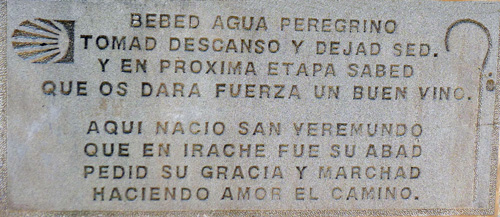 BEBED AGUA PEREGRINO
TOMAD DESCANSO Y DEJAD SED.
Y EN PROXIMA ETAPA SABED
QUE OS DARA FUERZA UN BUEN VINO.
AQUI NACIO SAN VEREMUNDO
QUE EN IRACHE FUE SU ABAD
PEDID SU GRACIA Y MARCHAD
HACIENDO AMOR EL CAMINO.